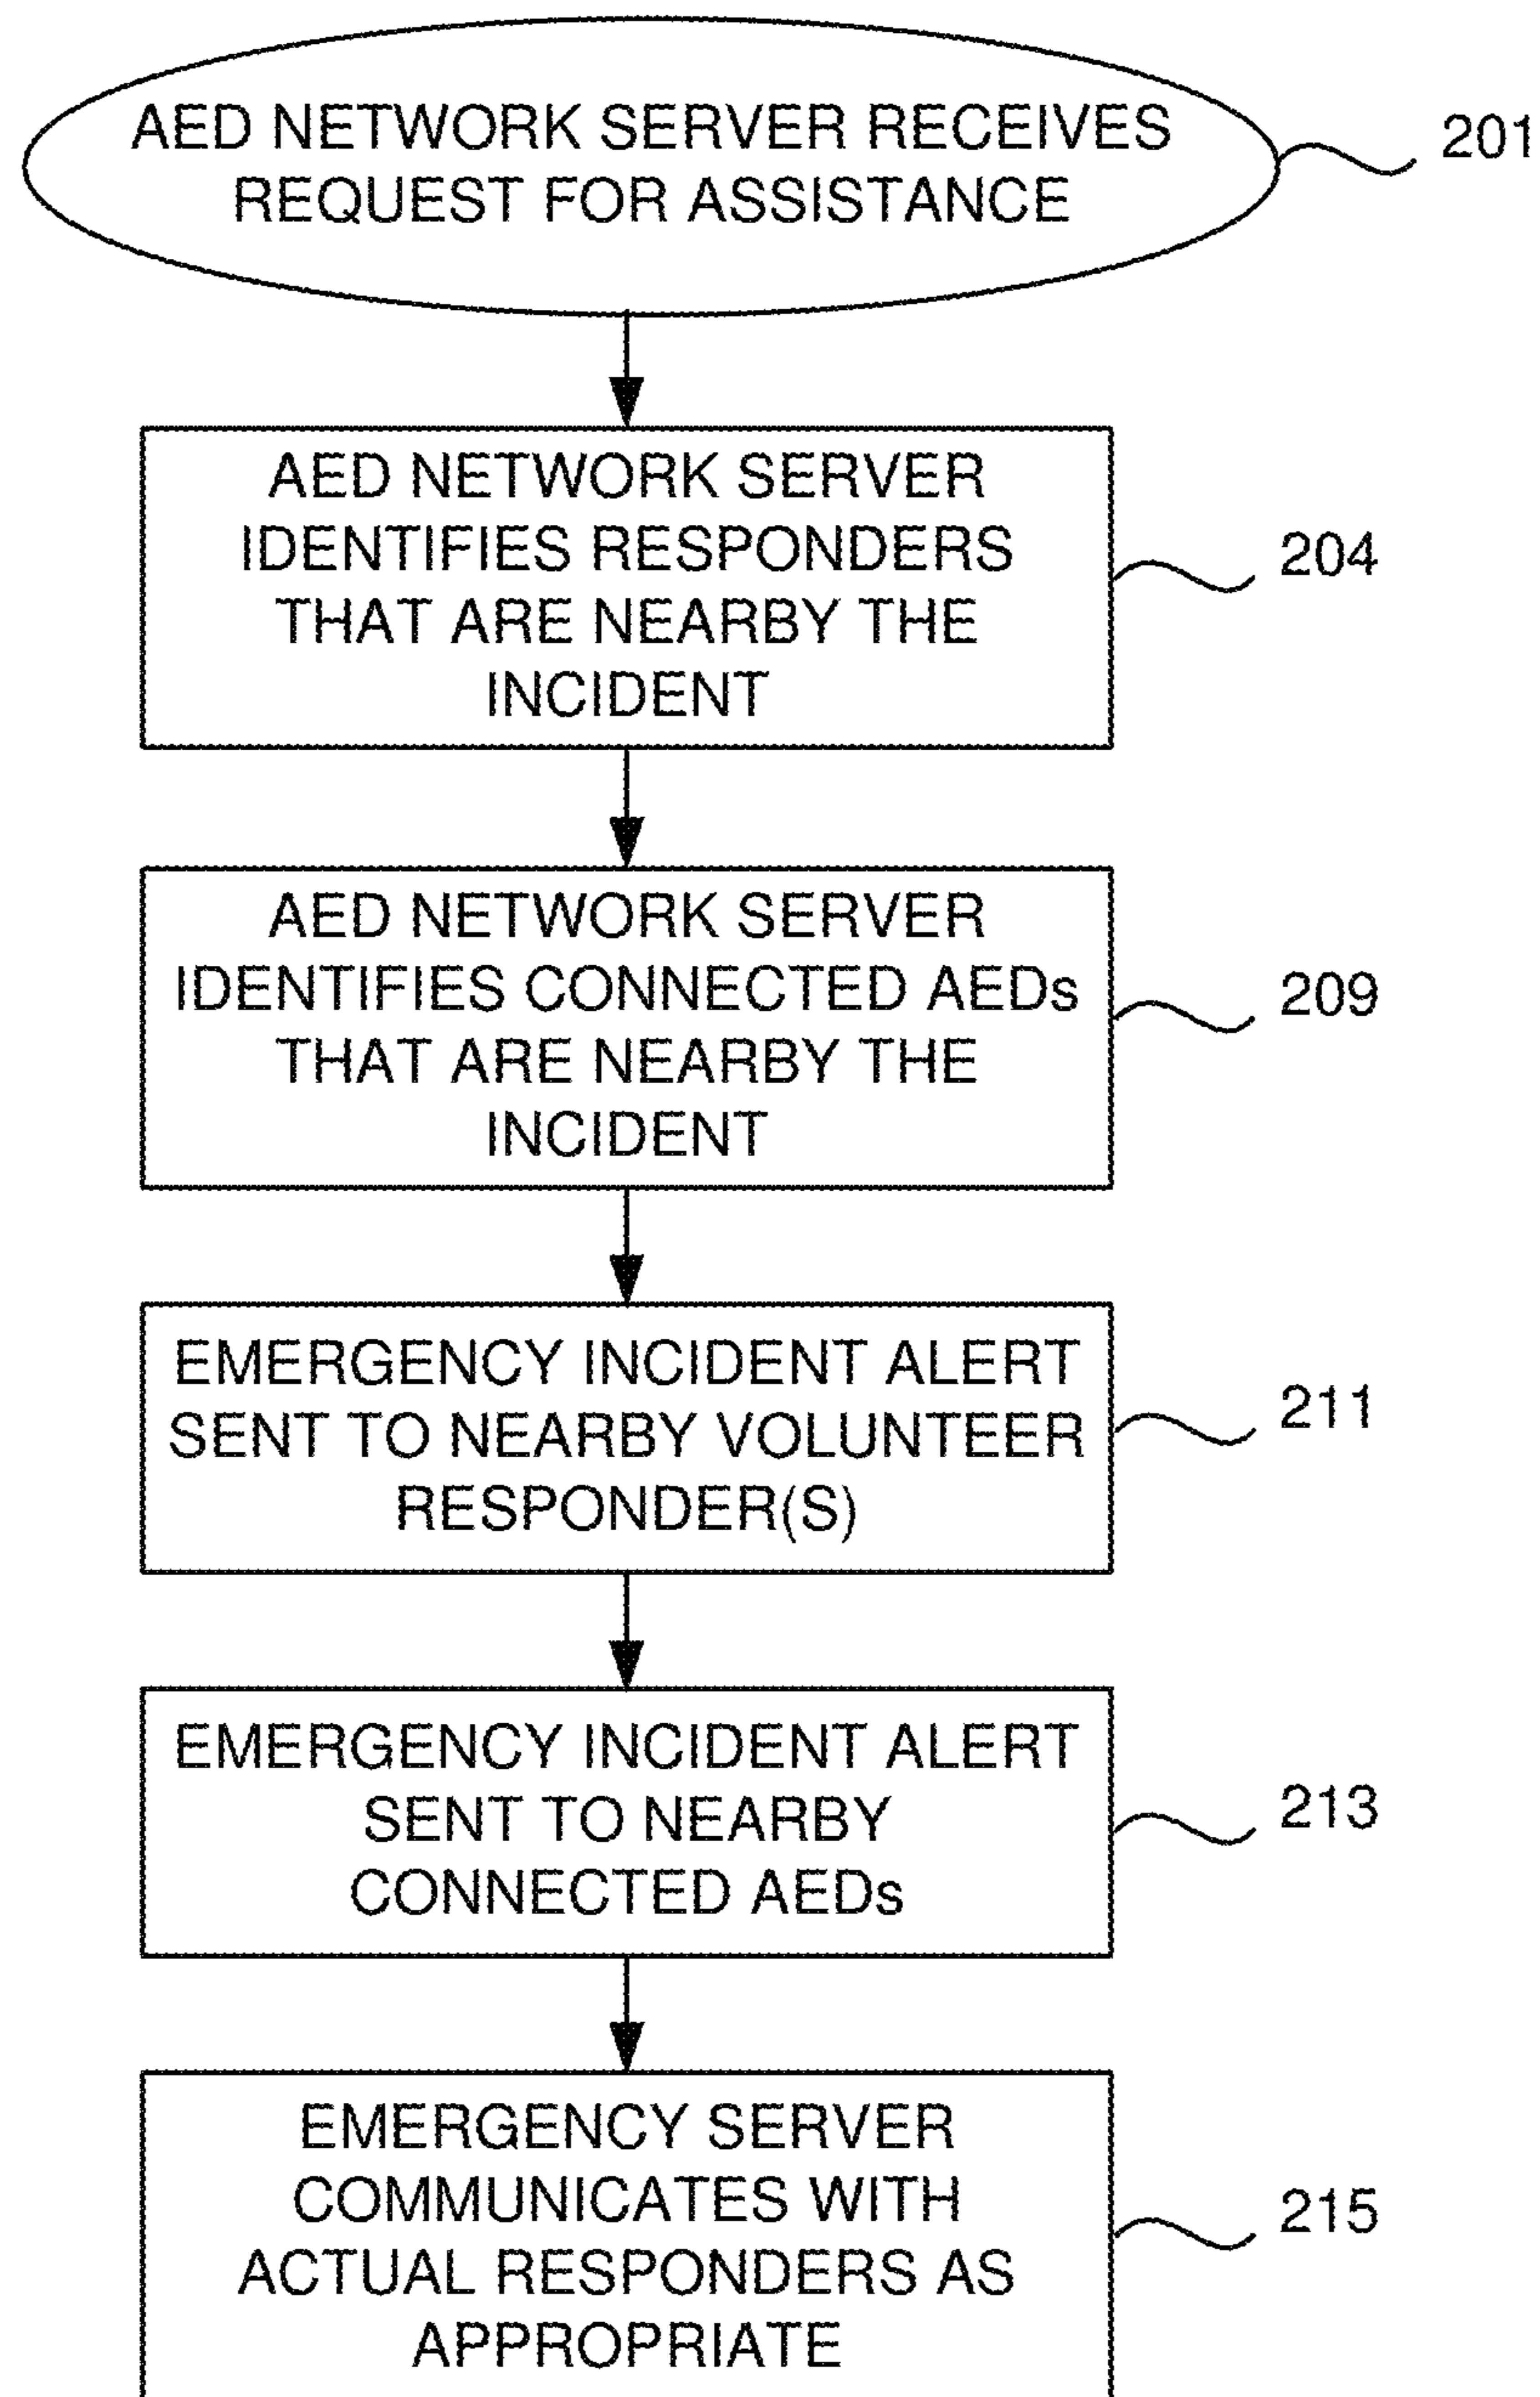 AED NETWORK SERVER RECEIVES
REQUEST FOR ASSISTANCE
201
AED NETWORK SERVER
IDENTIFIES RESPONDERS
THAT ARE NEARBY THE
INCIDENT
204
AED NETWORK SERVER
IDENTIFIES CONNECTED AEDs
THAT ARE NEARBY THE
INCIDENT
209
EMERGENCY INCIDENT ALERT
SENT TO NEARBY VOLUNTEER
RESPONDER(S)
211
EMERGENCY INCIDENT ALERT
SENT TO NEARBY
CONNECTED AEDs
213
EMERGENCY SERVER
COMMUNICATES WITH
ACTUAL RESPONDERS AS
APPROPRIATE
215